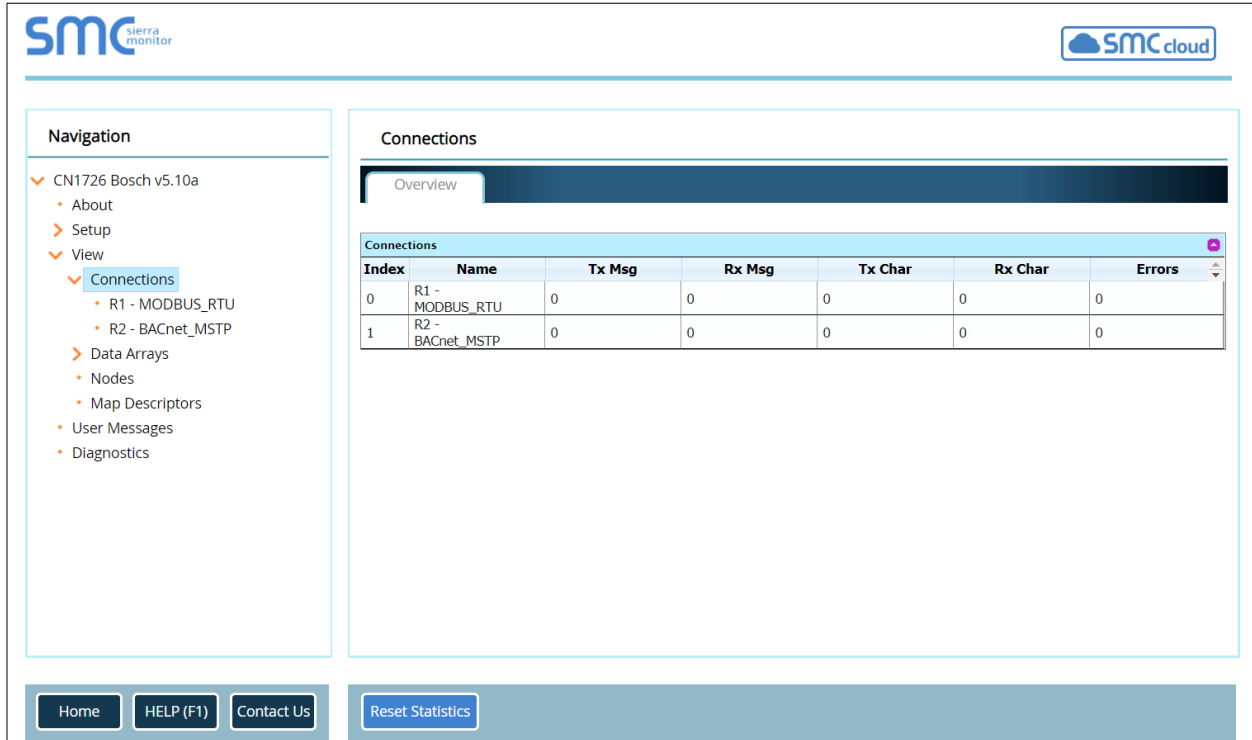 SMC sierra monitor
SMC cloud
Navigation
CN1726 Bosch v5.10a
About
Setup
View
Connections
R1 - MODBUS_RTU
R2 - BACnet_MSTP
Data Arrays
Nodes
Map Descriptors
User Messages
Diagnostics
Connections
Overview
Connections
Index Name Tx Msg Rx Msg Tx Char Rx Char Errors
0 R1 - MODBUS_RTU 0 0 0 0 0
1 R2 - BACnet_MSTP 0 0 0 0 0
Home HELP (F1) Contact Us Reset Statistics